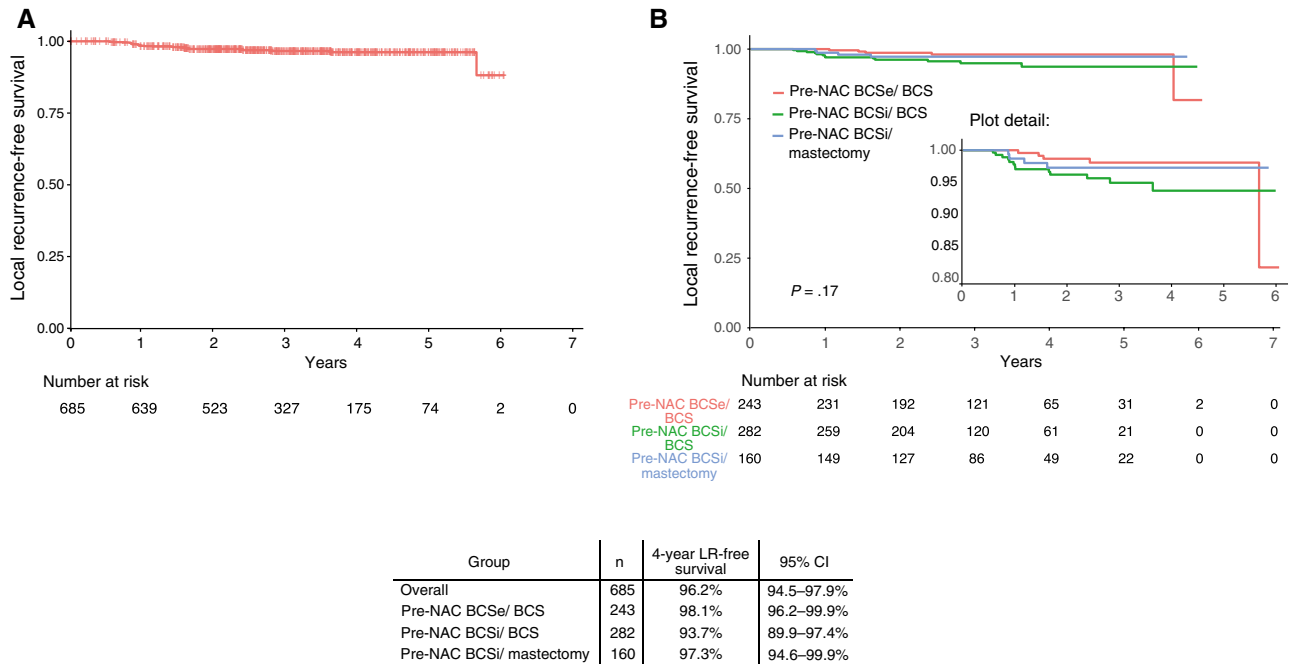 A
Local recurrence-free survival
1.00
0.75
0.50
0.25
0.00
0 1 2 3 4 5 6 7
Years
Number at risk
685 639 523 327 175 74 2 0
B
Local recurrence-free survival
1.00
0.75
0.50
0.25
0.00
Pre-NAC BCSe/ BCS
Pre-NAC BCSi/ BCS
Pre-NAC BCSi/
mastectomy
P = .17
Plot detail:
1.00
0.95
0.90
0.85
0.80
0 1 2 3 4 5 6
0 1 2 3 4 5 6 7
Years
Number at risk
Pre-NAC BCSe/ 243 231 192 121 65 31 2 0
BCS
Pre-NAC BCSi/ 282 259 204 120 61 21 0 0
BCS
Pre-NAC BCSi/ 160 149 127 86 49 22 0 0
mastectomy
Group n 4-year LR-free survival 95% CI
Overall 685 96.2% 94.5–97.9%
Pre-NAC BCSe/ BCS 243 98.1% 96.2–99.9%
Pre-NAC BCSi/ BCS 282 93.7% 89.9–97.4%
Pre-NAC BCSi/ mastectomy 160 97.3% 94.6–99.9%